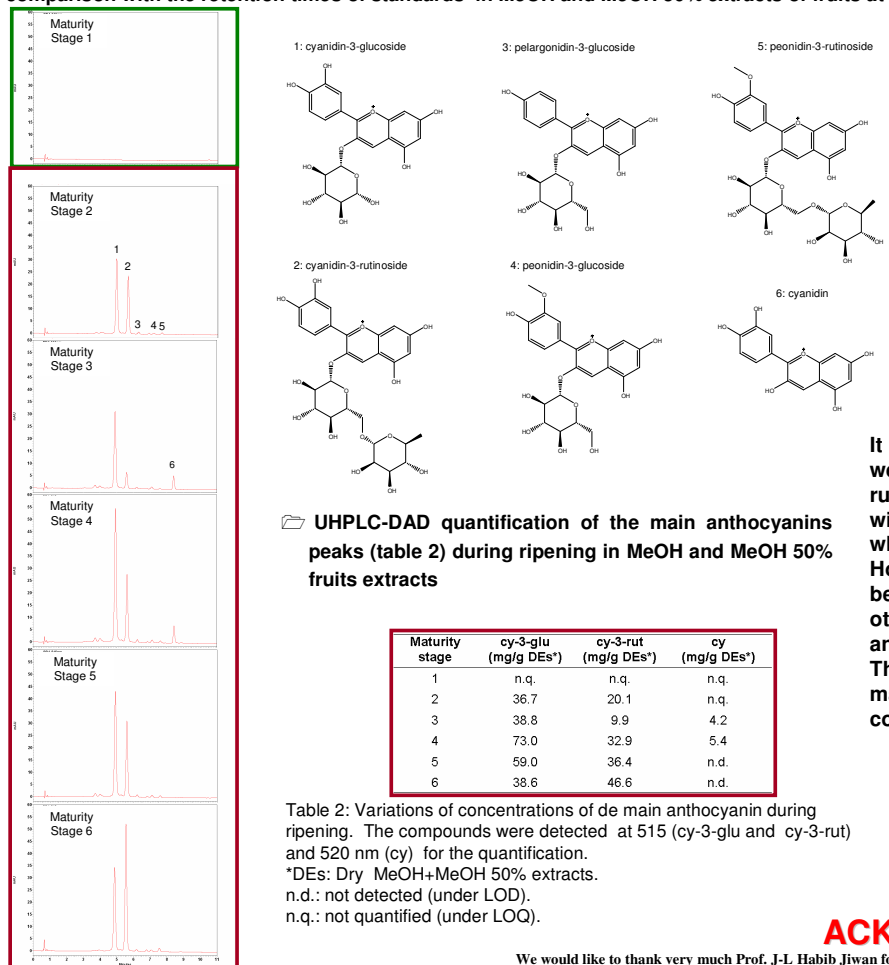 comparison with the retention times of standards in MeOH and MeOH 50% extracts of fruits at
Maturity
Stage 1
Maturity
Stage 2
1
2
3
4 5
Maturity
Stage 3
6
Maturity
Stage 4
Maturity
Stage 5
Maturity
Stage 6
1: cyanidin-3-glucoside
3: pelargonidin-3-glucoside
5: peonidin-3-rutinoside
2: cyanidin-3-rutinoside
4: peonidin-3-glucoside
6: cyanidin
UHPLC-DAD quantification of the main anthocyanins
peaks (table 2) during ripening in MeOH and MeOH 50%
fruits extracts
Maturity stage cy-3-glu (mg/g DEs*) cy-3-rut (mg/g DEs*) cy (mg/g DEs*)
1 n.q. n.q. n.q.
2 36.7 20.1 n.q.
3 38.8 9.9 4.2
4 73.0 32.9 5.4
5 59.0 36.4 n.d.
6 38.6 46.6 n.d.
Table 2: Variations of concentrations of de main anthocyanin during
ripening. The compounds were detected at 515 (cy-3-glu and cy-3-rut)
and 520 nm (cy) for the quantification.
*DEs: Dry MeOH+MeOH 50% extracts.
n.d.: not detected (under LOD).
n.q.: not quantified (under LOQ).
It
we
ru
wi
wh
Ho
be
ot
an
Th
ma
co
ACK
We would like to thank very much Prof. J-L Habib Jiwan fo